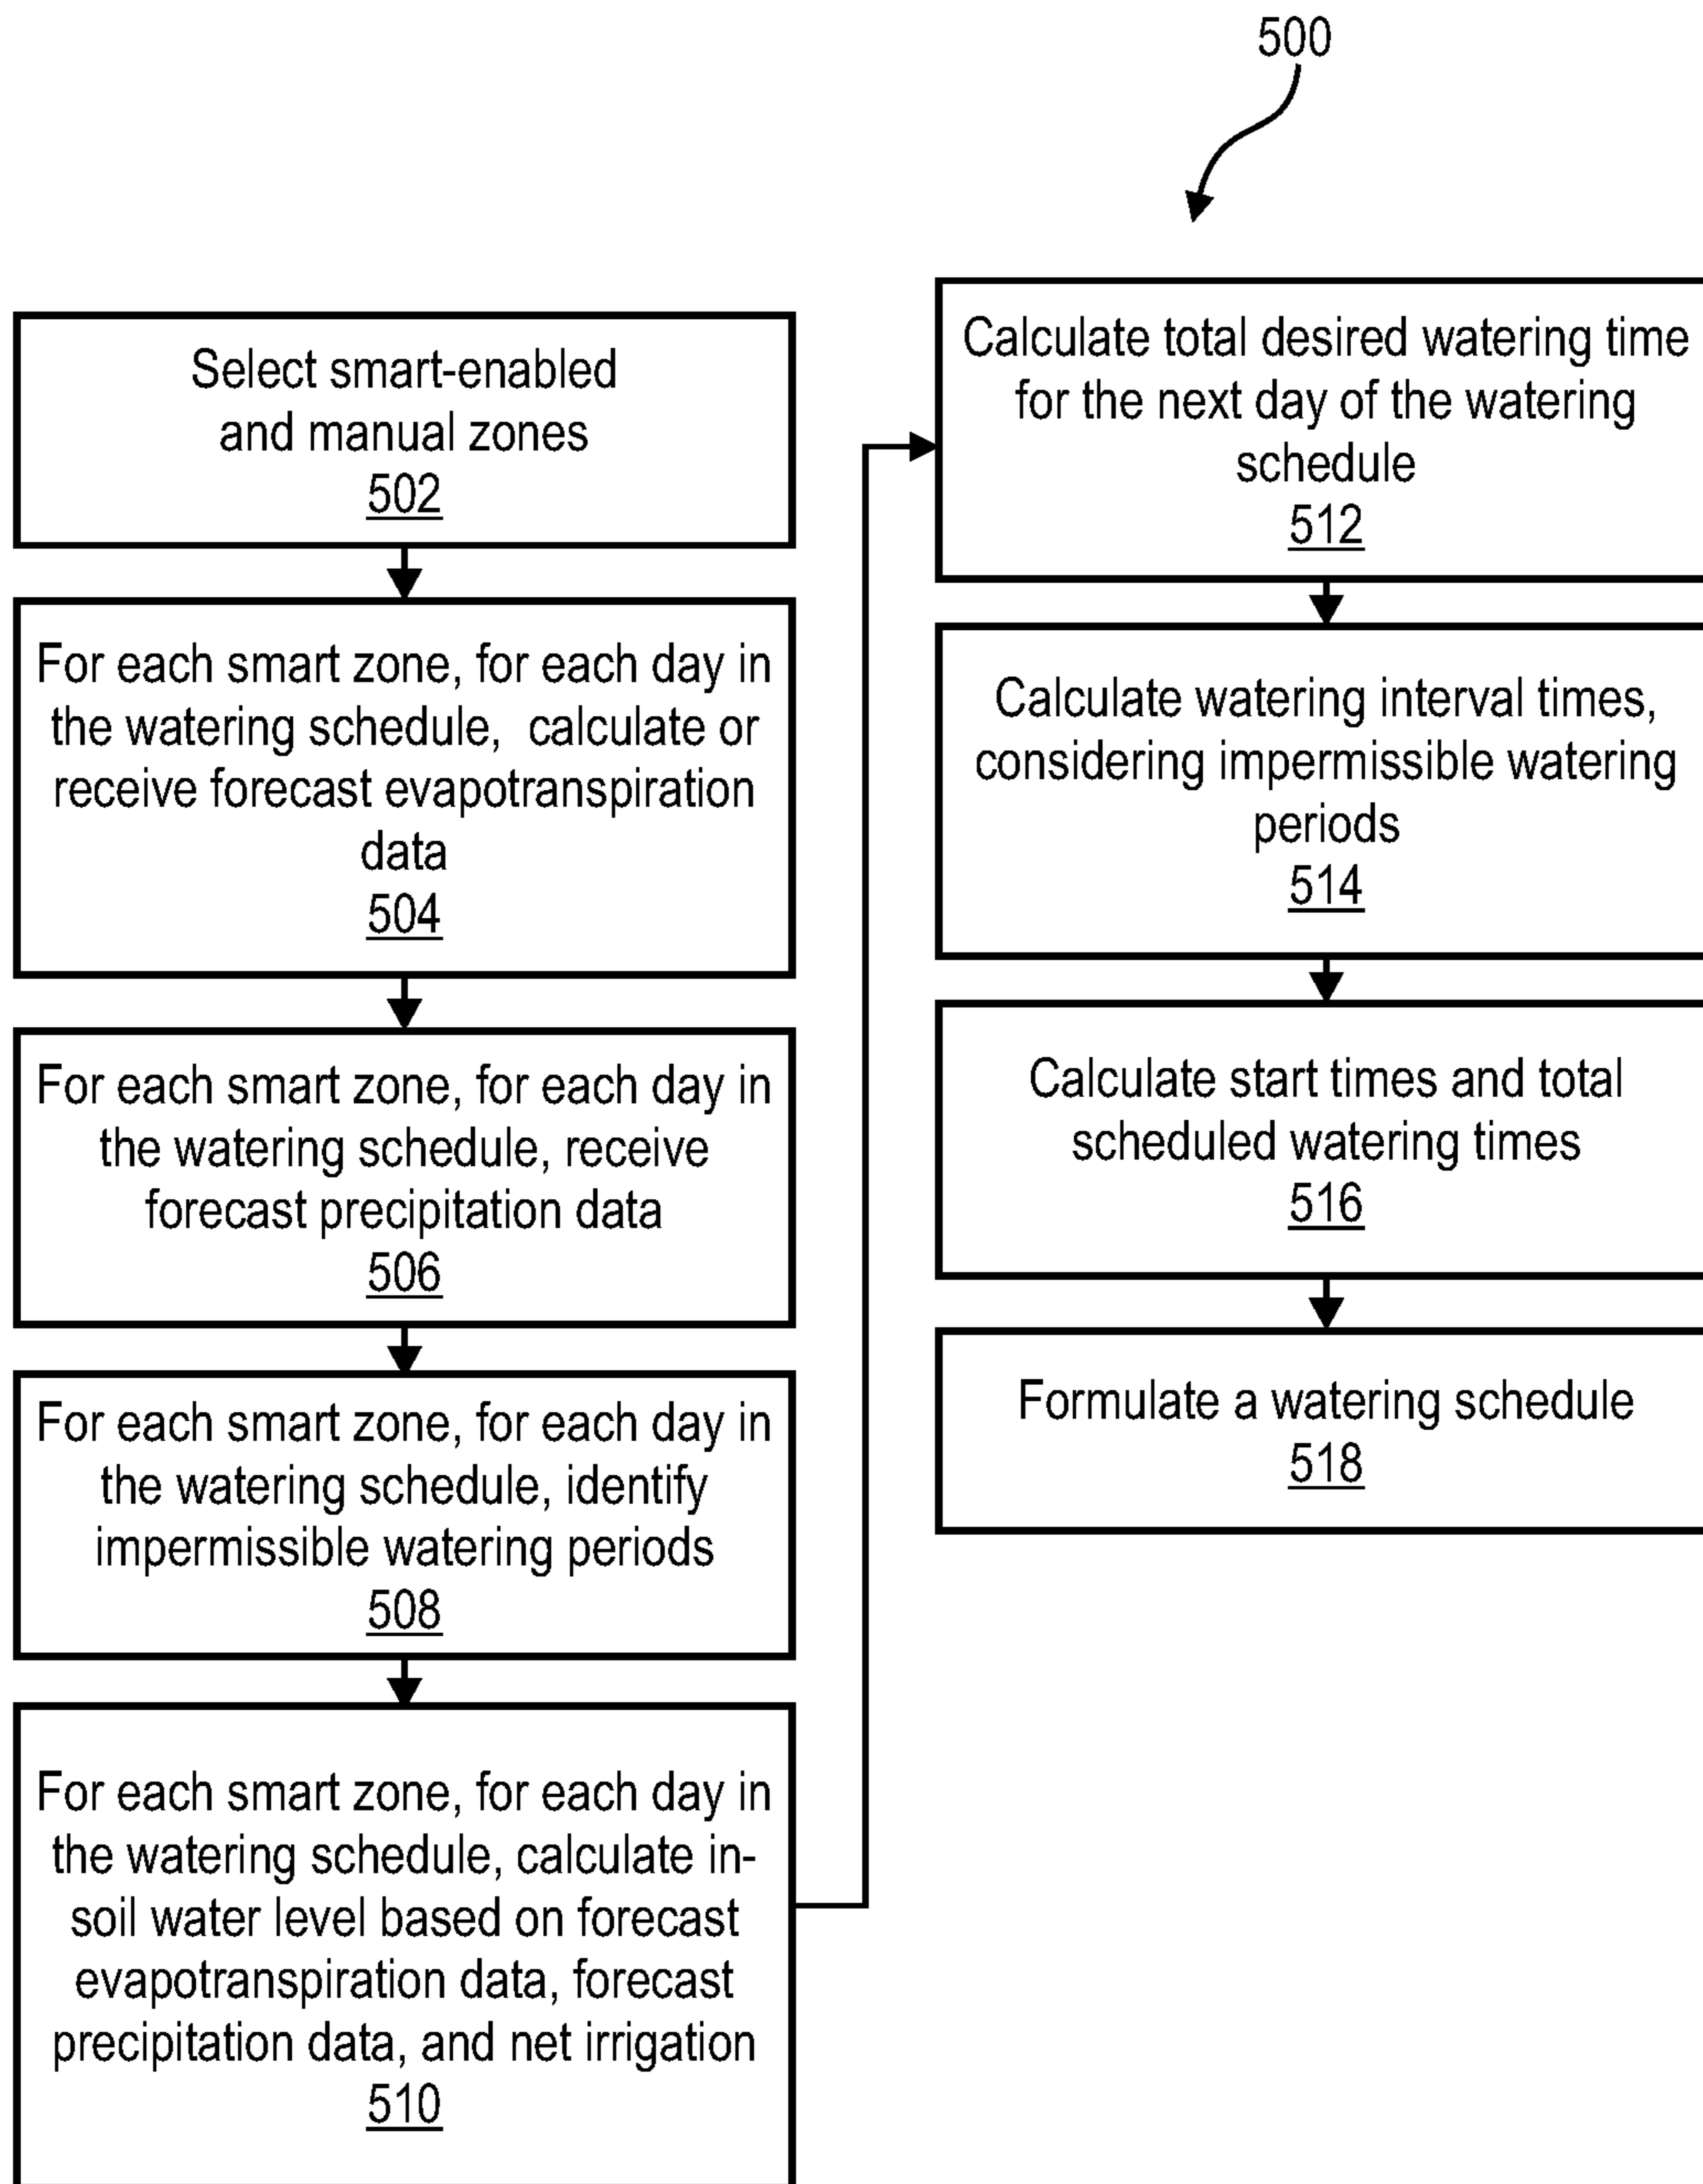 500
Select smart-enabled
and manual zones
502
For each smart zone, for each day in
the watering schedule, calculate or
receive forecast evapotranspiration
data
504
For each smart zone, for each day in
the watering schedule, receive
forecast precipitation data
506
For each smart zone, for each day in
the watering schedule, identify
impermissible watering periods
508
For each smart zone, for each day in
the watering schedule, calculate in-
soil water level based on forecast
evapotranspiration data, forecast
precipitation data, and net irrigation
510
Calculate total desired watering time
for the next day of the watering
schedule
512
Calculate watering interval times,
considering impermissible watering
periods
514
Calculate start times and total
scheduled watering times
516
Formulate a watering schedule
518